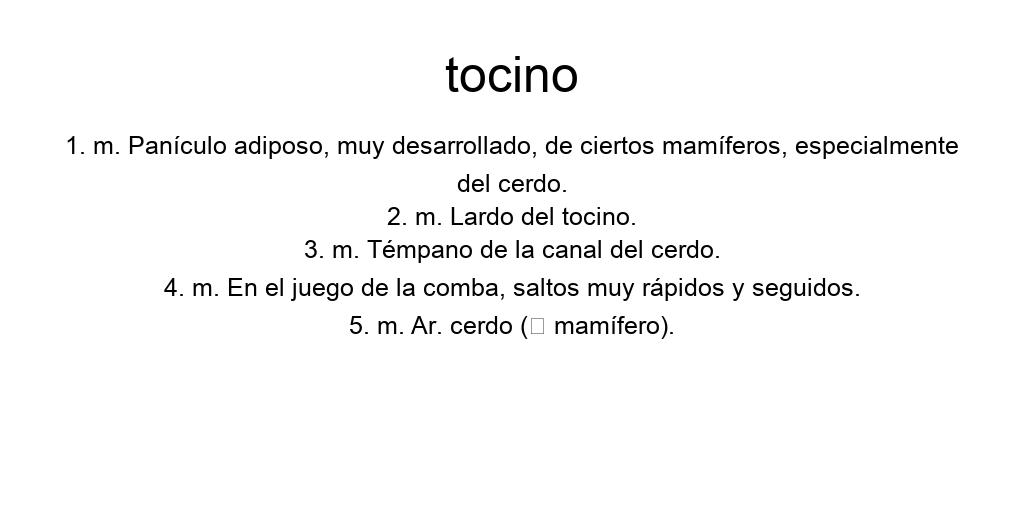 tocino
1. m. Panículo adiposo, muy desarrollado, de ciertos mamíferos, especialmente
del cerdo.
2. m. Lardo del tocino.
3. m. Témpano de la canal del cerdo.
4. m. En el juego de la comba, saltos muy rápidos y seguidos.
5. m. Ar. cerdo (□ mamífero).